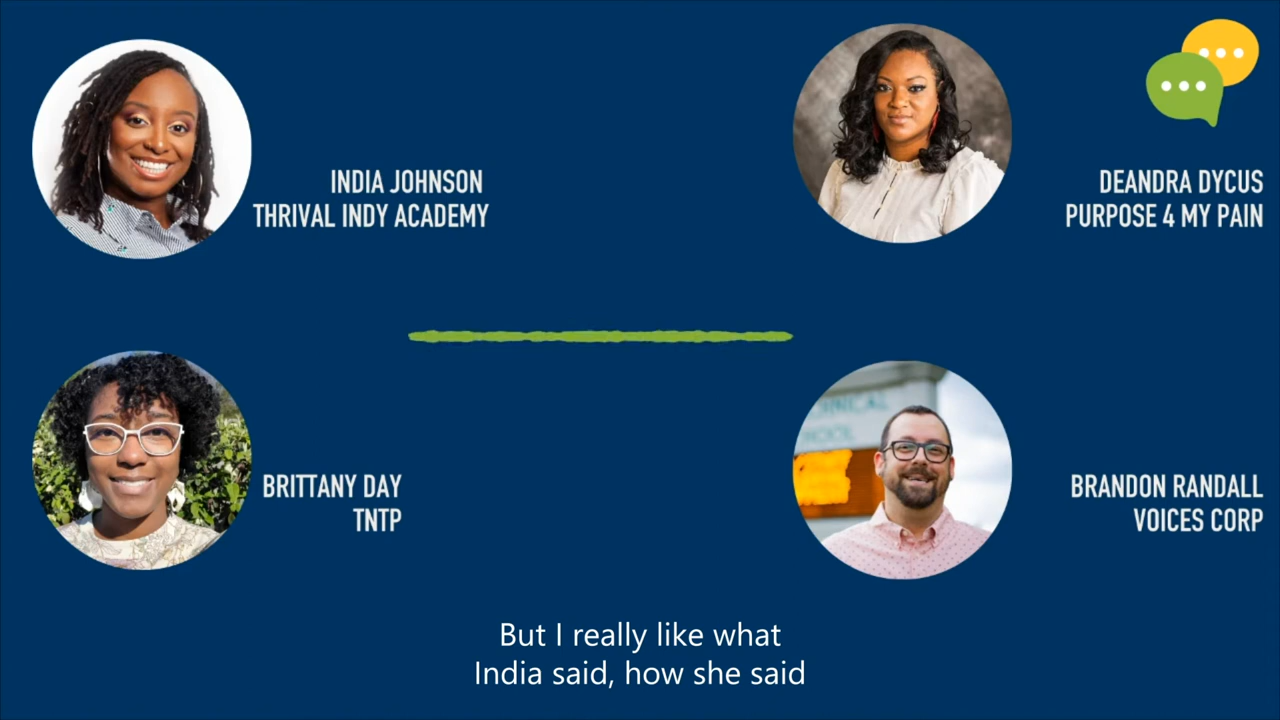 INDIA JOHNSON
THRIVAL INDY ACADEMY
DEANDRA DYCUS
PURPOSE 4 MY PAIN
BRITTANY DAY
TNTP
BRANDON RANDALL
VOICES CORP
But I really like what
India said, how she said